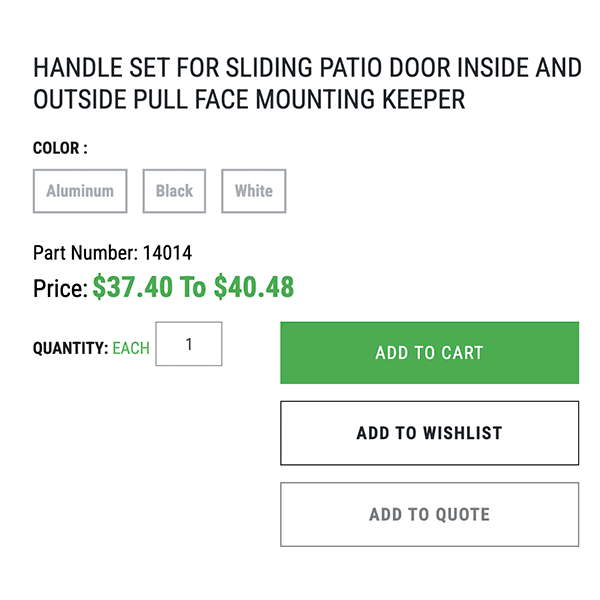 HANDLE SET FOR SLIDING PATIO DOOR INSIDE AND
OUTSIDE PULL FACE MOUNTING KEEPER
COLOR :
Aluminum Black White
Part Number: 14014
Price: $37.40 To $40.48
QUANTITY: EACH 1
ADD TO CART
ADD TO WISHLIST
ADD TO QUOTE